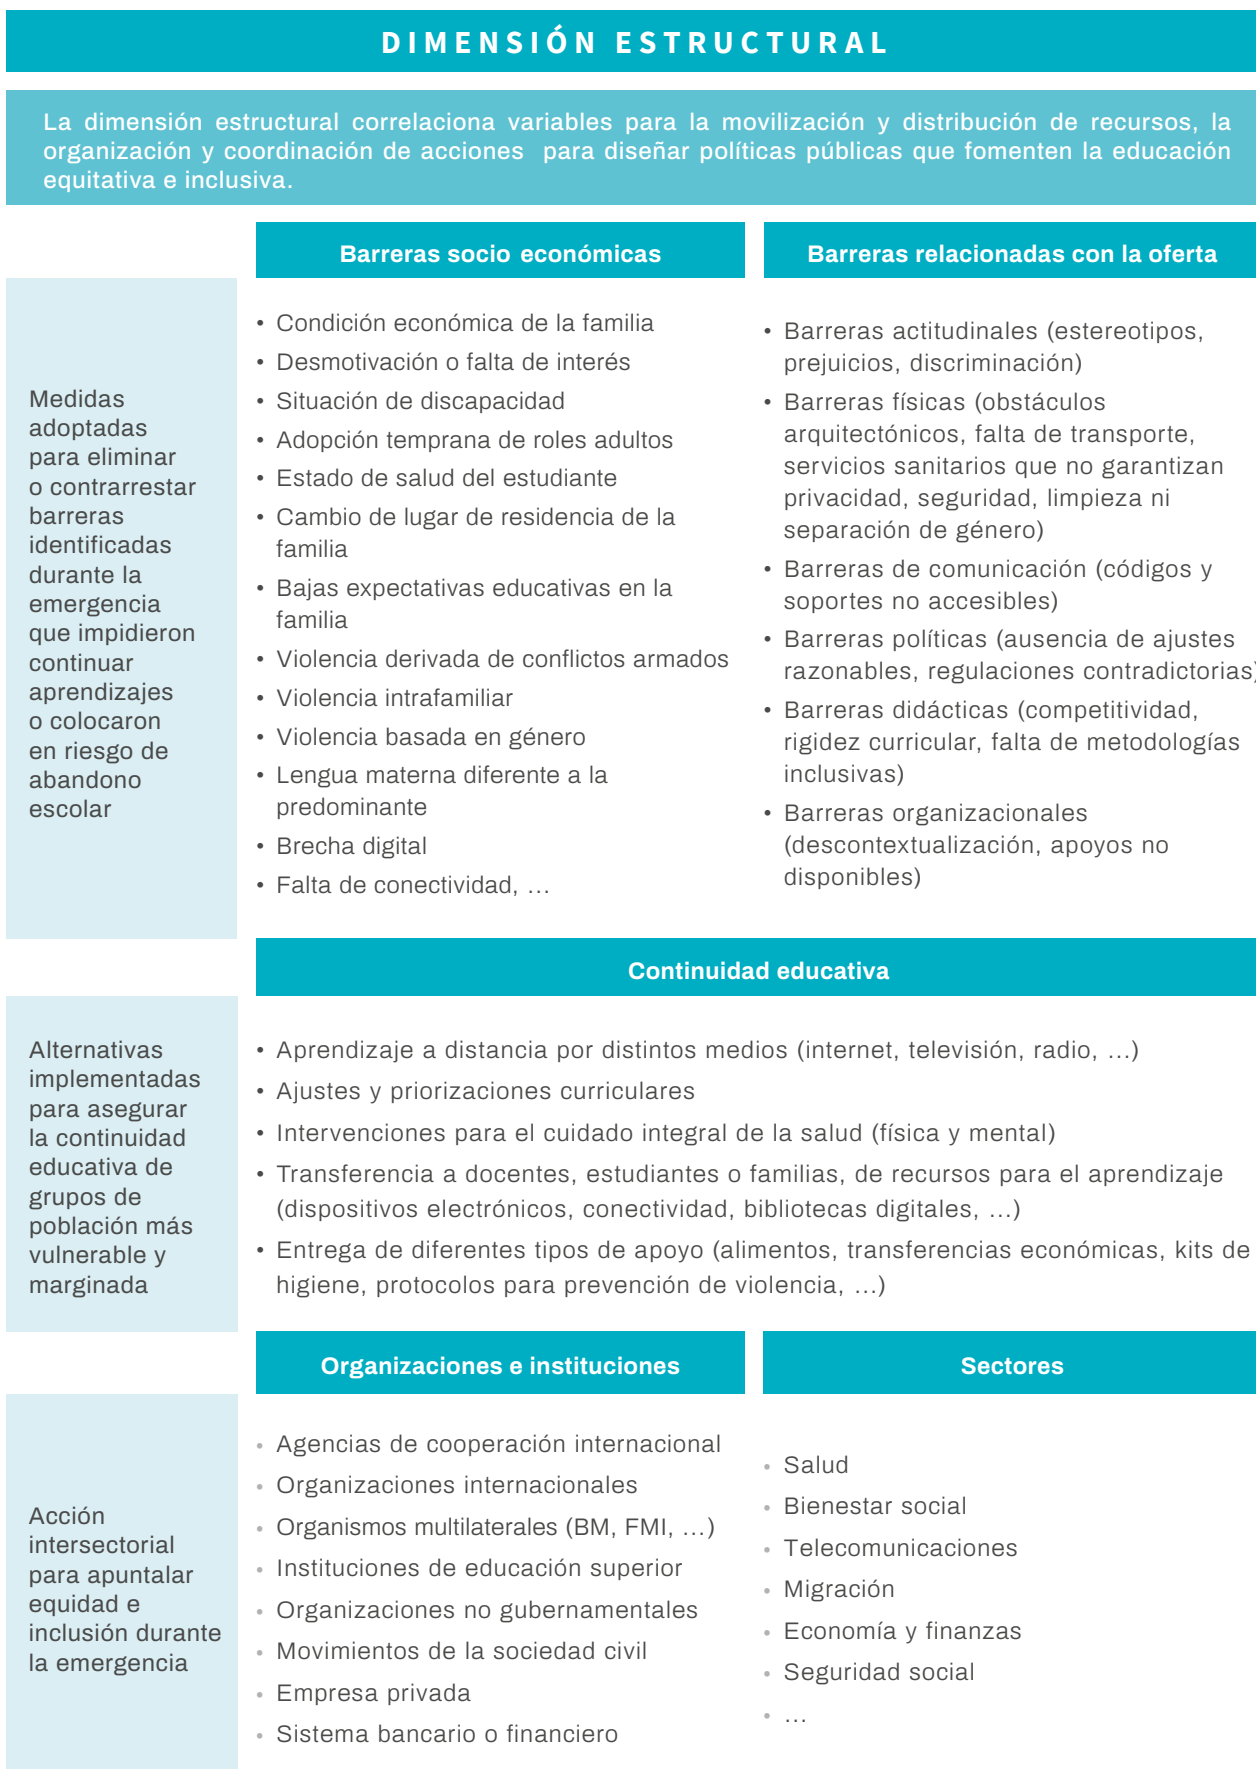 DIMENSIÓN ESTRUCTURAL
La dimensión estructural correlaciona variables para la movilización y distribución de recursos, la
organización y coordinación de acciones para diseñar políticas públicas que fomenten la educación
equitativa e inclusiva.
Barreras socio económicas
Barreras relacionadas con la oferta
Medidas
adoptadas
para eliminar
o contrarrestar
barreras
identificadas
durante la
emergencia
que impidieron
continuar
aprendizajes
o colocaron
en riesgo de
abandono
escolar
• Condición económica de la familia
• Desmotivación o falta de interés
• Situación de discapacidad
• Adopción temprana de roles adultos
• Estado de salud del estudiante
• Cambio de lugar de residencia de la
familia
• Bajas expectativas educativas en la
familia
• Violencia derivada de conflictos armados
• Violencia intrafamiliar
• Violencia basada en género
• Lengua materna diferente a la
predominante
• Brecha digital
• Falta de conectividad, ...
• Barreras actitudinales (estereotipos,
prejuicios, discriminación)
• Barreras físicas (obstáculos
arquitectónicos, falta de transporte,
servicios sanitarios que no garantizan
privacidad, seguridad, limpieza ni
separación de género)
• Barreras de comunicación (códigos y
soportes no accesibles)
• Barreras políticas (ausencia de ajustes
razonables, regulaciones contradictorias)
• Barreras didácticas (competitividad,
rigidez curricular, falta de metodologías
inclusivas)
• Barreras organizacionales
(descontextualización, apoyos no
disponibles)
Continuidad educativa
Alternativas
implementadas
para asegurar
la continuidad
educativa de
grupos de
población más
vulnerable y
marginada
• Aprendizaje a distancia por distintos medios (internet, televisión, radio, ...)
• Ajustes y priorizaciones curriculares
• Intervenciones para el cuidado integral de la salud (física y mental)
• Transferencia a docentes, estudiantes o familias, de recursos para el aprendizaje
(dispositivos electrónicos, conectividad, bibliotecas digitales, ...)
• Entrega de diferentes tipos de apoyo (alimentos, transferencias económicas, kits de
higiene, protocolos para prevención de violencia, ...)
Organizaciones e instituciones
Sectores
Acción
intersectorial
para apuntalar
equidad e
inclusión durante
la emergencia
• Agencias de cooperación internacional
• Organizaciones internacionales
• Organismos multilaterales (BM, FMI, ...)
• Instituciones de educación superior
• Organizaciones no gubernamentales
• Movimientos de la sociedad civil
• Empresa privada
• Sistema bancario o financiero
• Salud
• Bienestar social
• Telecomunicaciones
• Migración
• Economía y finanzas
• Seguridad social
• ...